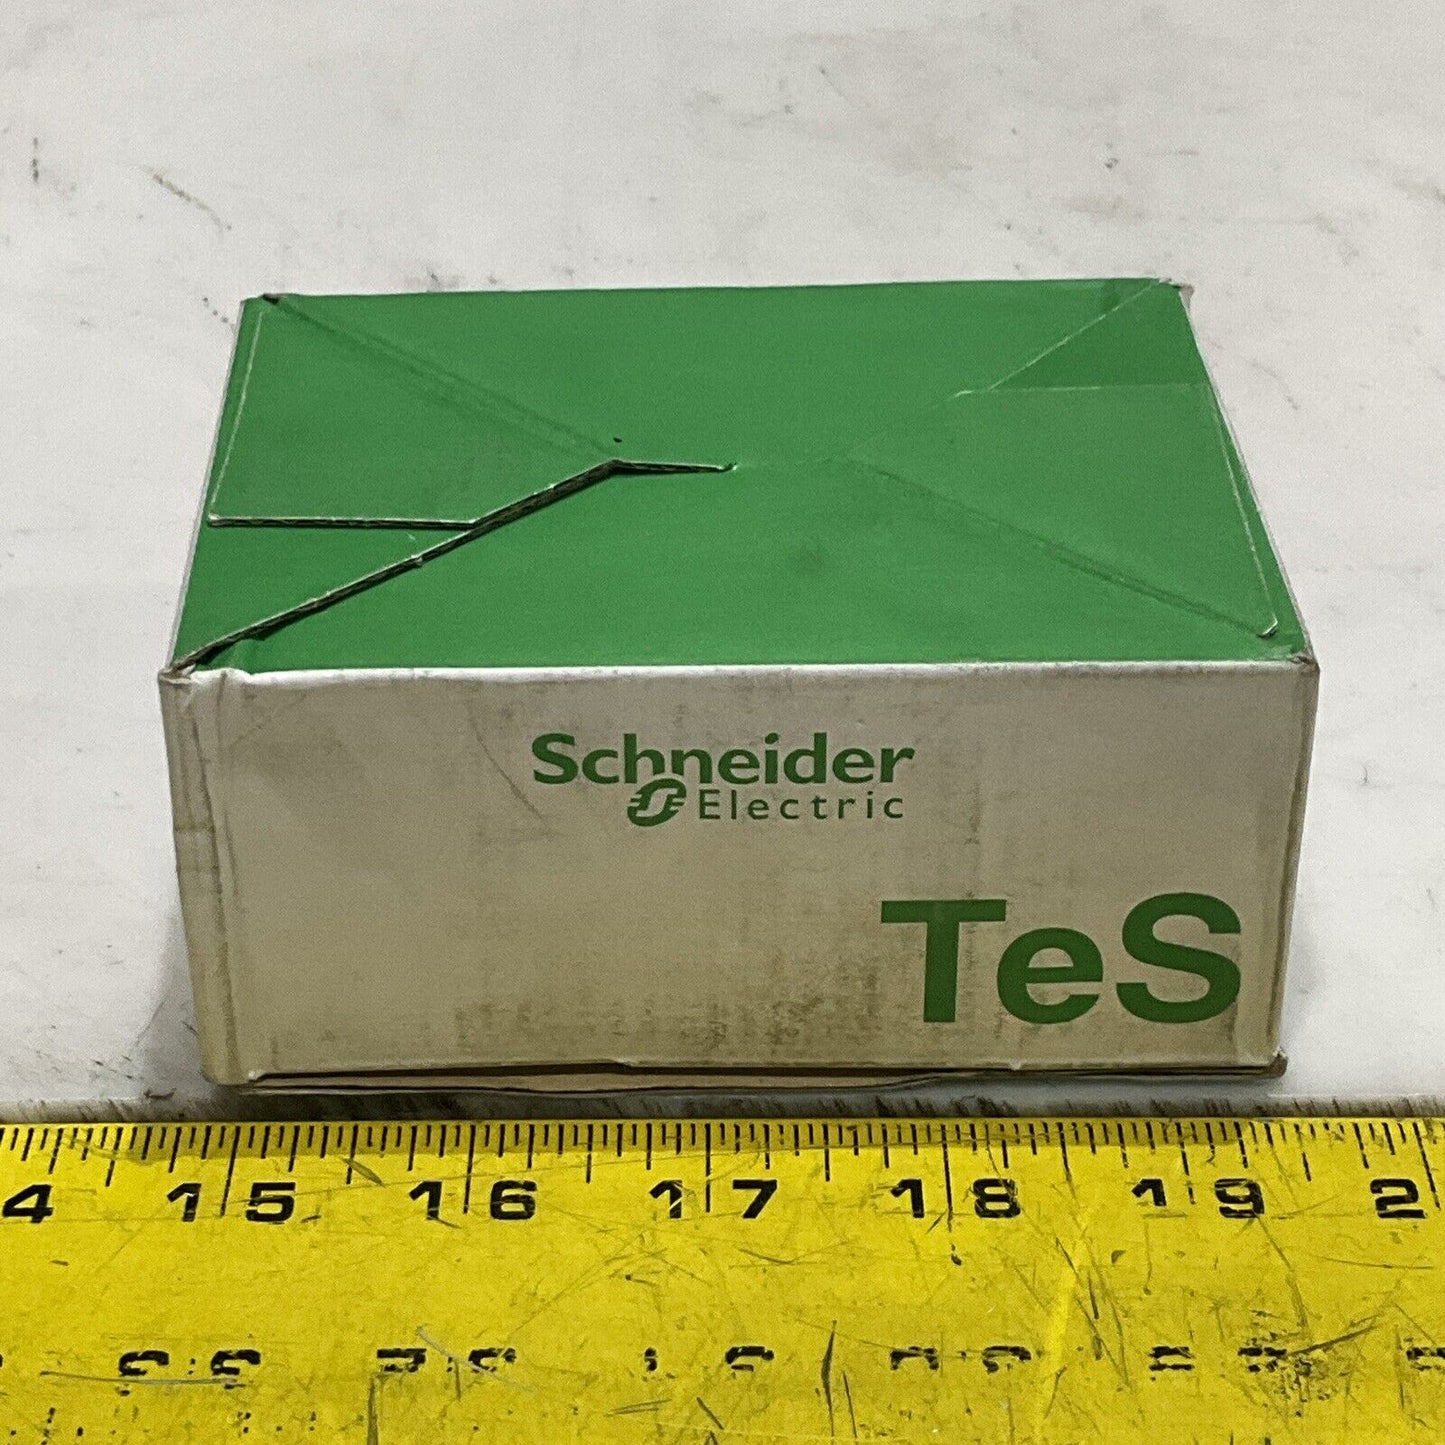 Schneider
Electric
TeS
4 15 16 17 18 19 2